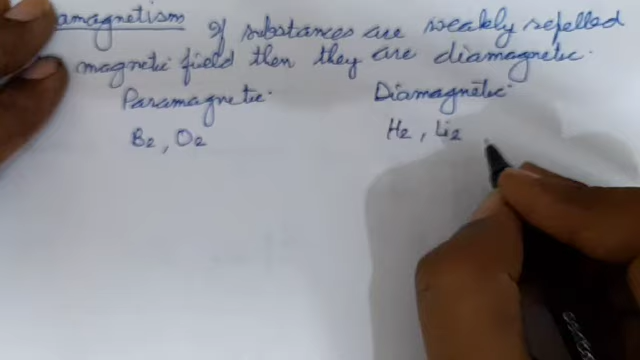 amagnetism If substances are weakly repelled
magnetic field then they are diamagnetic.
Paramagnetic. Diamagnetic.
B2, O2 H2, Li2